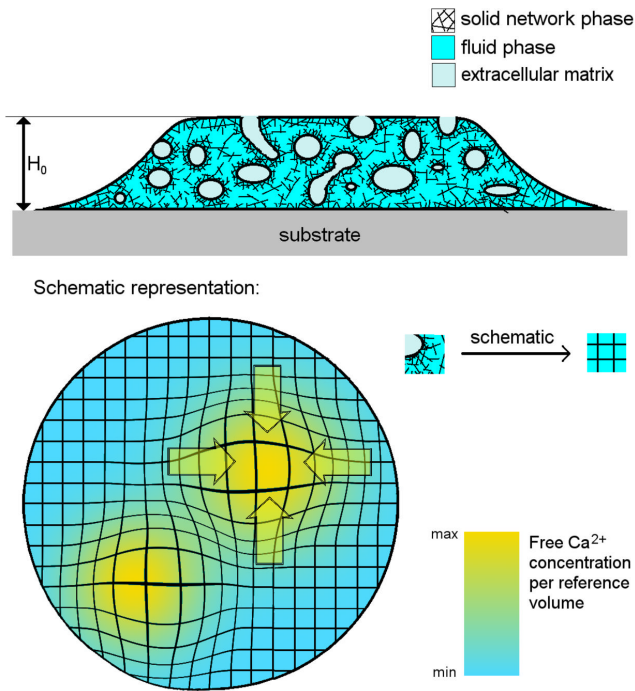 solid network phase
fluid phase
extracellular matrix
H₀
substrate
Schematic representation:
schematic
max
Free Ca²⁺
concentration
per reference
volume
min